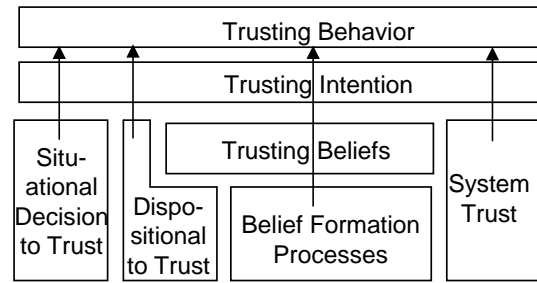 Trusting Behavior
Trusting Intention
Situ-
ational
Decision
to Trust
Dispo-
sitional
to Trust
Trusting Beliefs
Belief Formation
Processes
System
Trust